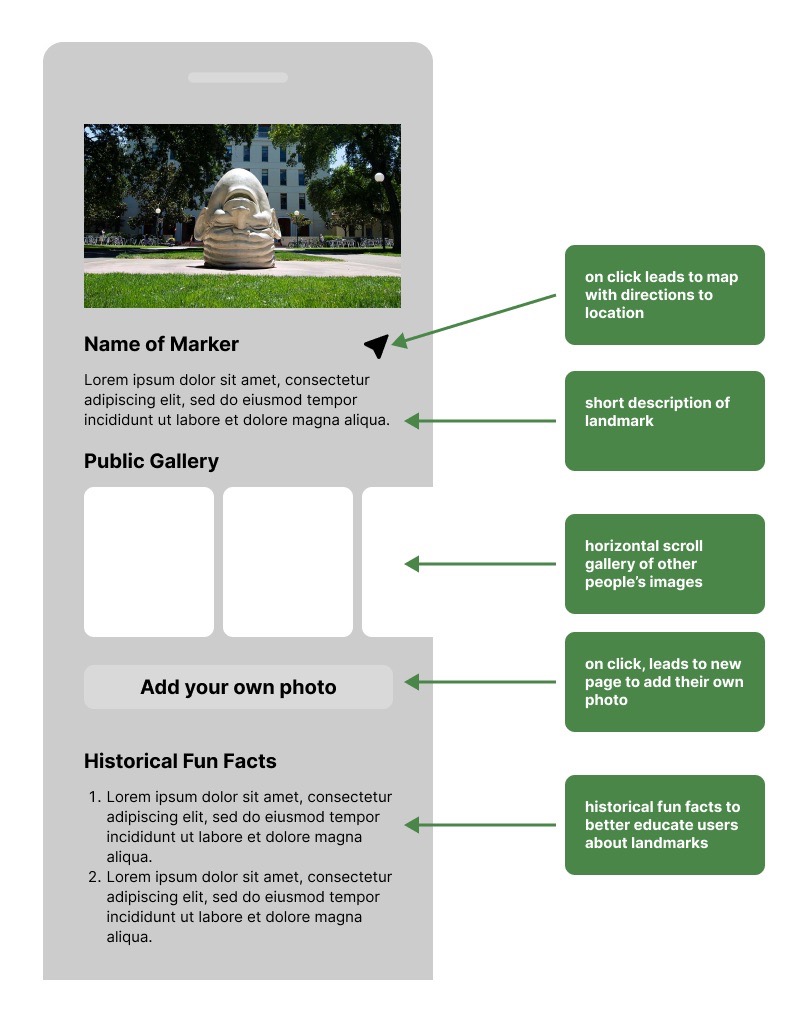 Name of Marker
Lorem ipsum dolor sit amet, consectetur
adipiscing elit, sed do eiusmod tempor
incididunt ut labore et dolore magna aliqua.
Public Gallery
Add your own photo
Historical Fun Facts
1. Lorem ipsum dolor sit amet, consectetur
adipiscing elit, sed do eiusmod tempor
incididunt ut labore et dolore magna
aliqua.
2. Lorem ipsum dolor sit amet, consectetur
adipiscing elit, sed do eiusmod tempor
incididunt ut labore et dolore magna
aliqua.
on click leads to map
with directions to
location
short description of
landmark
horizontal scroll
gallery of other
people’s images
on click, leads to new
page to add their own
photo
historical fun facts to
better educate users
about landmarks